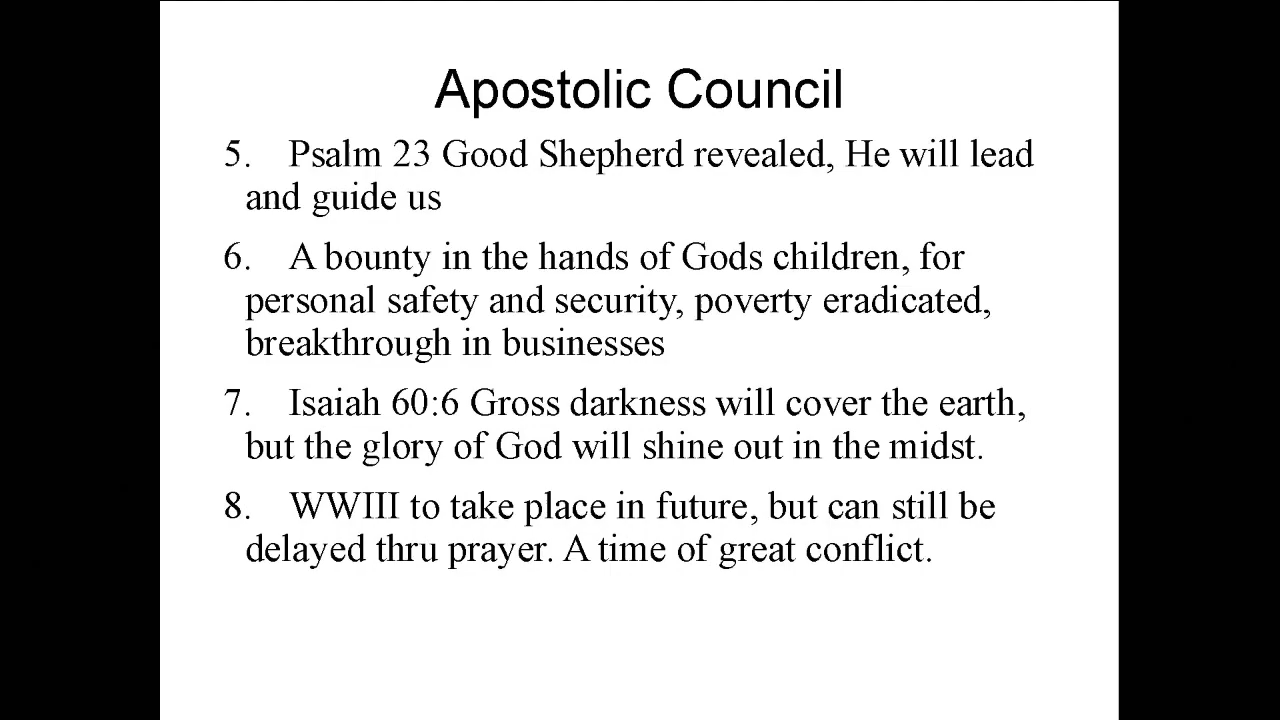 Apostolic Council
5. Psalm 23 Good Shepherd revealed, He will lead
and guide us
6. A bounty in the hands of Gods children, for
personal safety and security, poverty eradicated,
breakthrough in businesses
7. Isaiah 60:6 Gross darkness will cover the earth,
but the glory of God will shine out in the midst.
8. WWIII to take place in future, but can still be
delayed thru prayer. A time of great conflict.